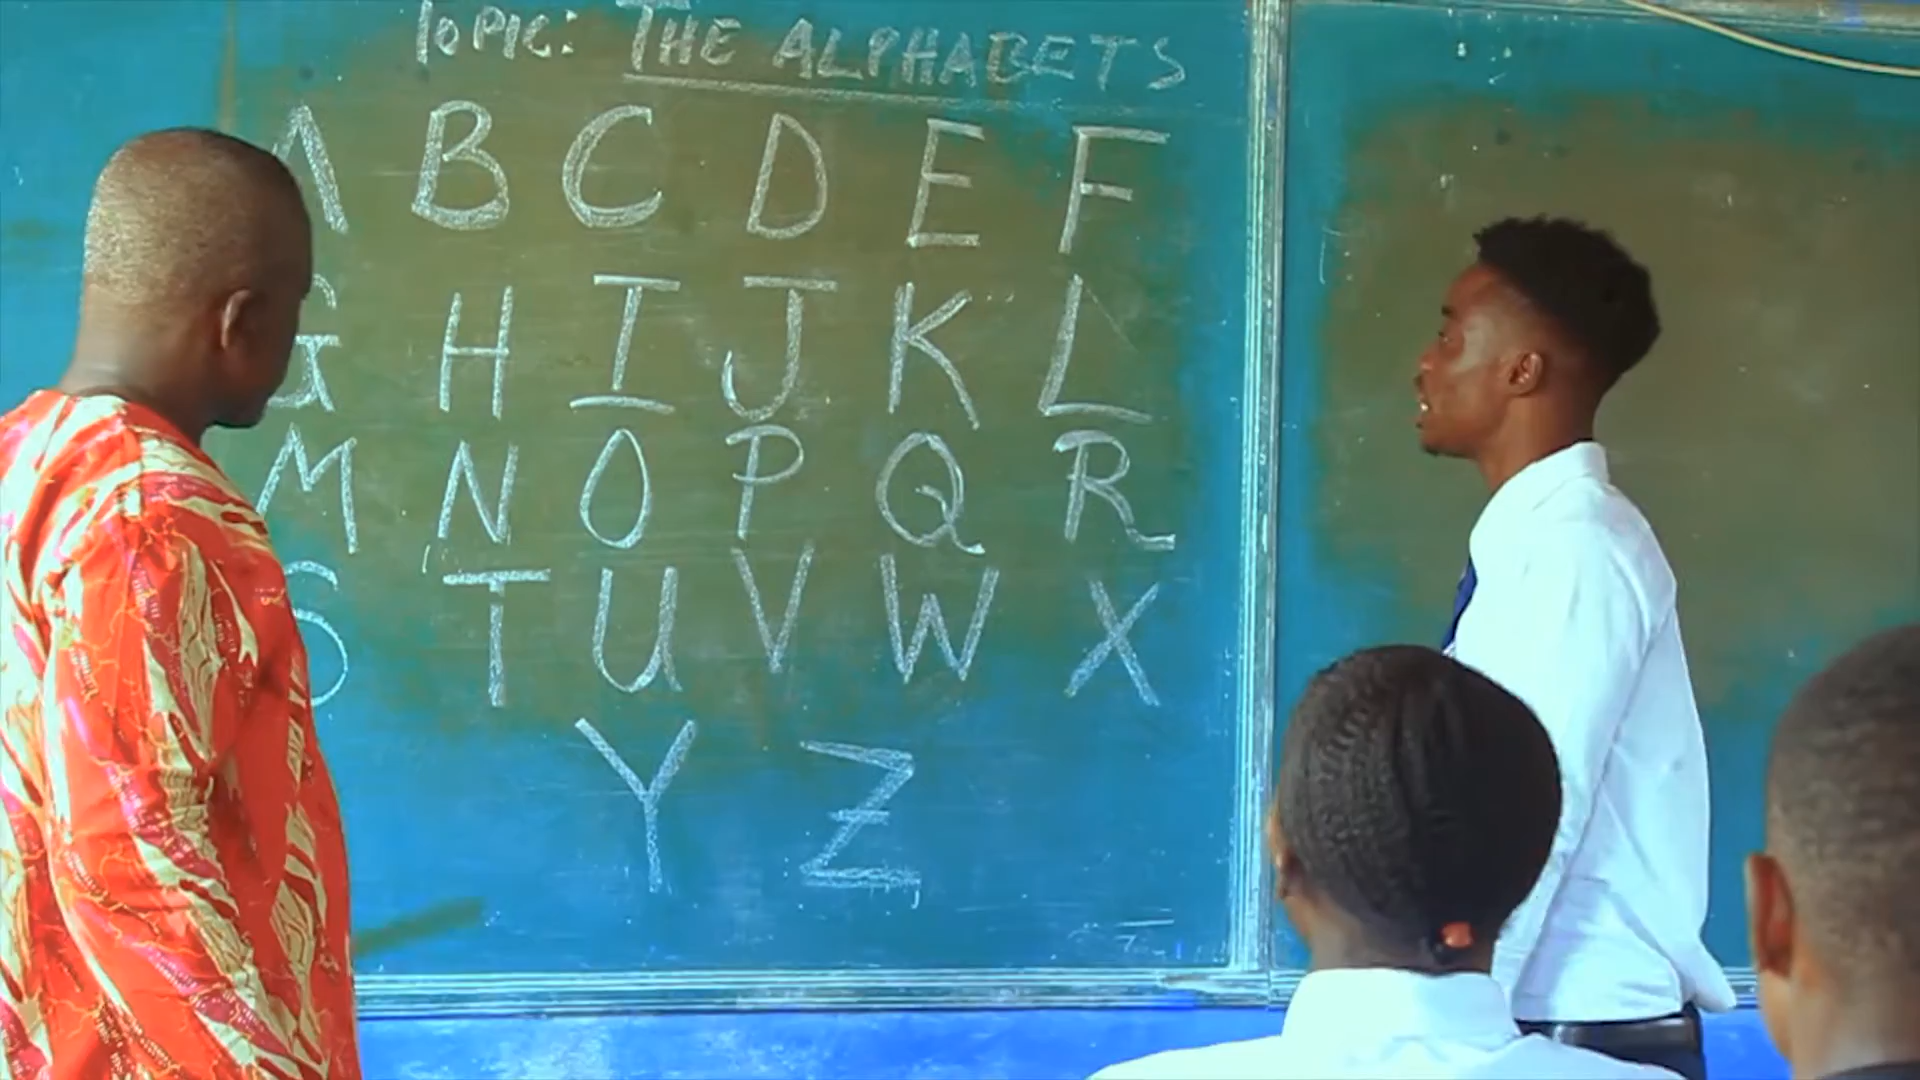 TOPIC: THE ALPHABETS
A B C D E F
G H I J K L
M N O P Q R
S T U V W X
Y Z